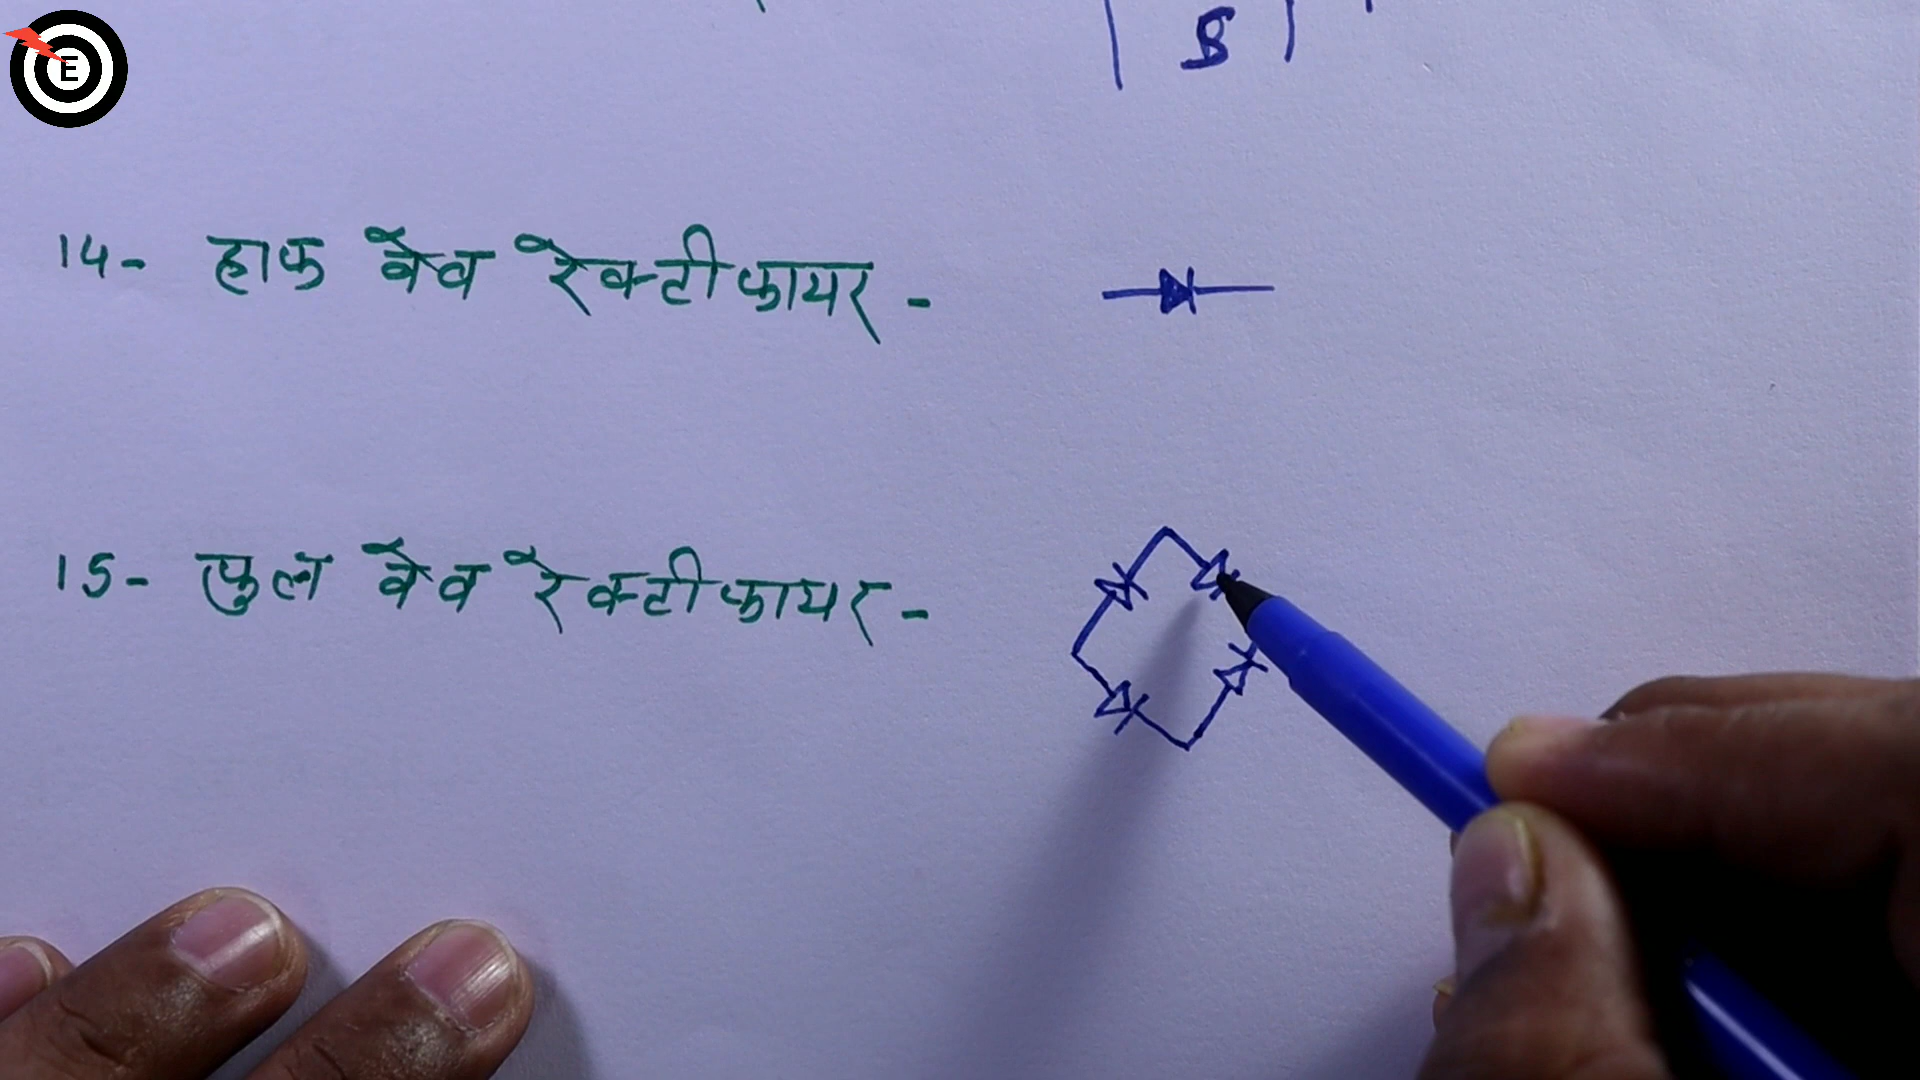 E
B
14- हाफ वेव रेक्टीफायर -
15- फुल वेव रेक्टीफायर -